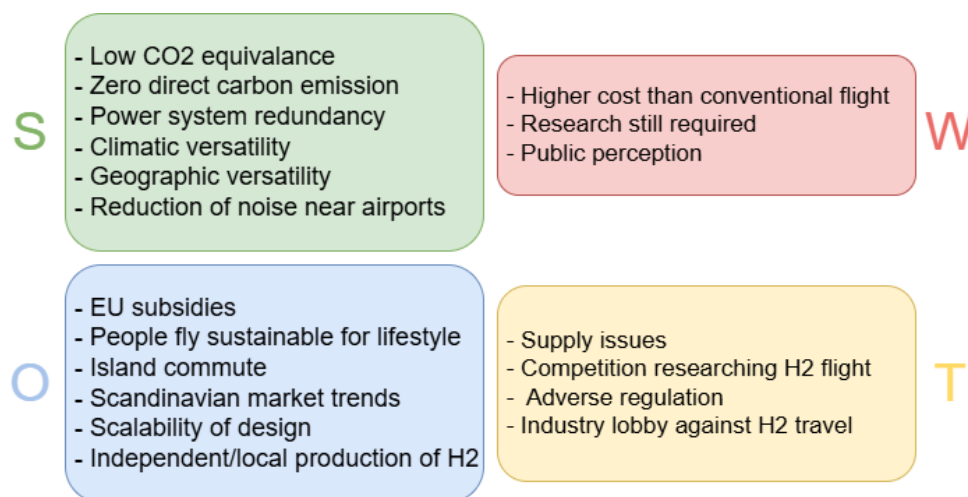 S
- Low CO2 equivalance
- Zero direct carbon emission
- Power system redundancy
- Climatic versatility
- Geographic versatility
- Reduction of noise near airports
- Higher cost than conventional flight
- Research still required
- Public perception
W
O
- EU subsidies
- People fly sustainable for lifestyle
- Island commute
- Scandinavian market trends
- Scalability of design
- Independent/local production of H2
- Supply issues
- Competition researching H2 flight
- Adverse regulation
- Industry lobby against H2 travel
T